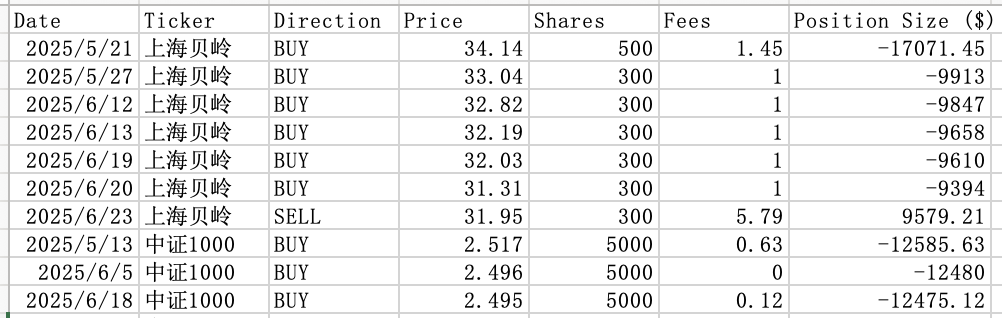 Date Ticker Direction Price Shares Fees Position Size ($)
2025/5/21 上海贝岭 BUY 34.14 500 1.45 -17071.45
2025/5/27 上海贝岭 BUY 33.04 300 1 -9913
2025/6/12 上海贝岭 BUY 32.82 300 1 -9847
2025/6/13 上海贝岭 BUY 32.19 300 1 -9658
2025/6/19 上海贝岭 BUY 32.03 300 1 -9610
2025/6/20 上海贝岭 BUY 31.31 300 1 -9394
2025/6/23 上海贝岭 SELL 31.95 300 5.79 9579.21
2025/5/13 中证1000 BUY 2.517 5000 0.63 -12585.63
2025/6/5 中证1000 BUY 2.496 5000 0 -12480
2025/6/18 中证1000 BUY 2.495 5000 0.12 -12475.12